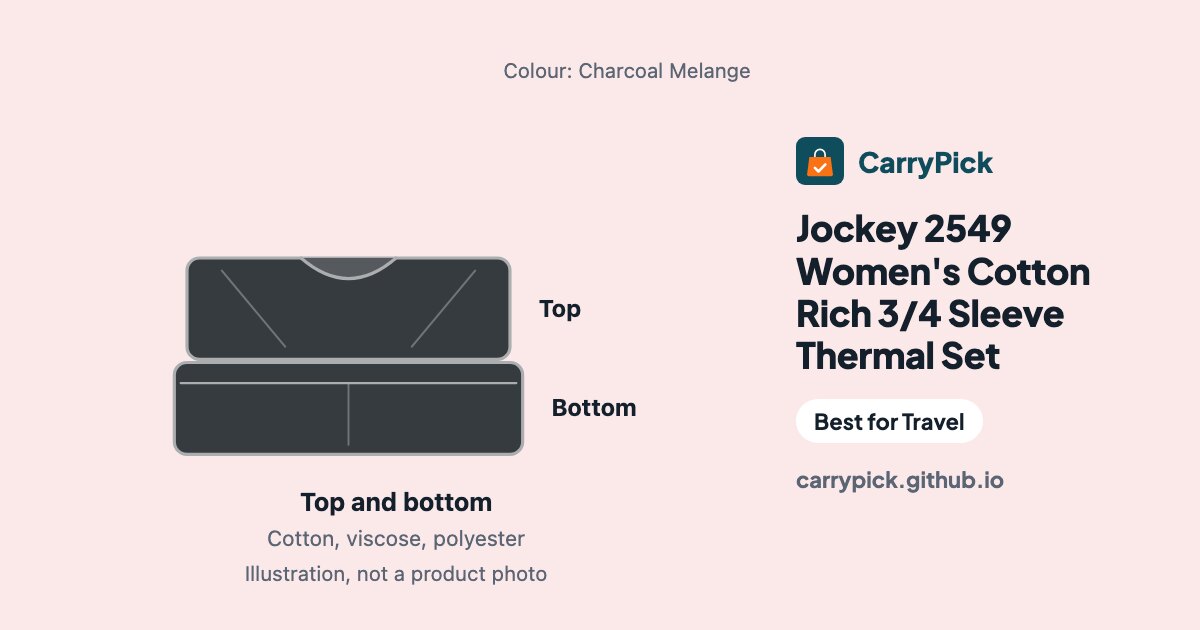 Colour: Charcoal Melange
CarryPick
Jockey 2549
Women's Cotton
Rich 3/4 Sleeve
Thermal Set
Best for Travel
carrypick.github.io
Top
Bottom
Top and bottom
Cotton, viscose, polyester
Illustration, not a product photo